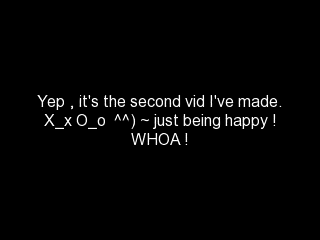 Yep , it's the second vid I've made.
X_x O_o  ^^) ~ just being happy !
WHOA !